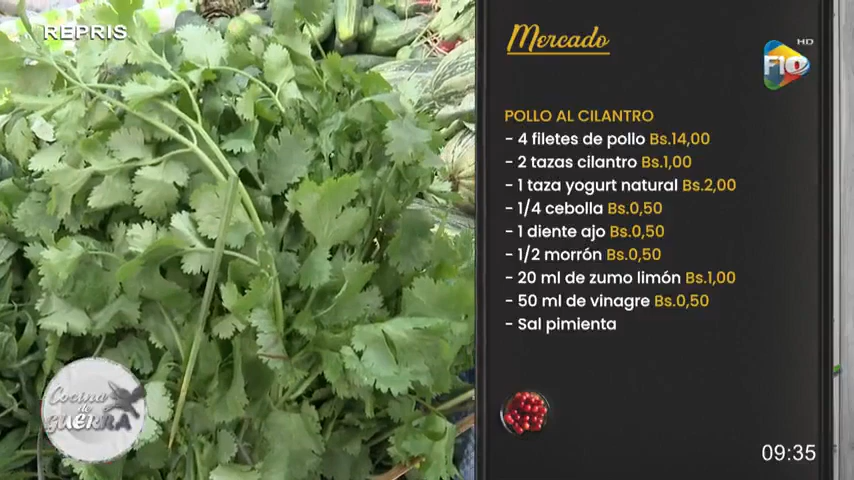 REPRIS
Mercado
F10
HD
POLLO AL CILANTRO
- 4 filetes de pollo Bs.14,00
- 2 tazas cilantro Bs.1,00
- 1 taza yogurt natural Bs.2,00
- 1/4 cebolla Bs.0,50
- 1 diente ajo Bs.0,50
- 1/2 morrón Bs.0,50
- 20 ml de zumo limón Bs.1,00
- 50 ml de vinagre Bs.0,50
- Sal pimienta
Cocina
de
GUERRA
09:35